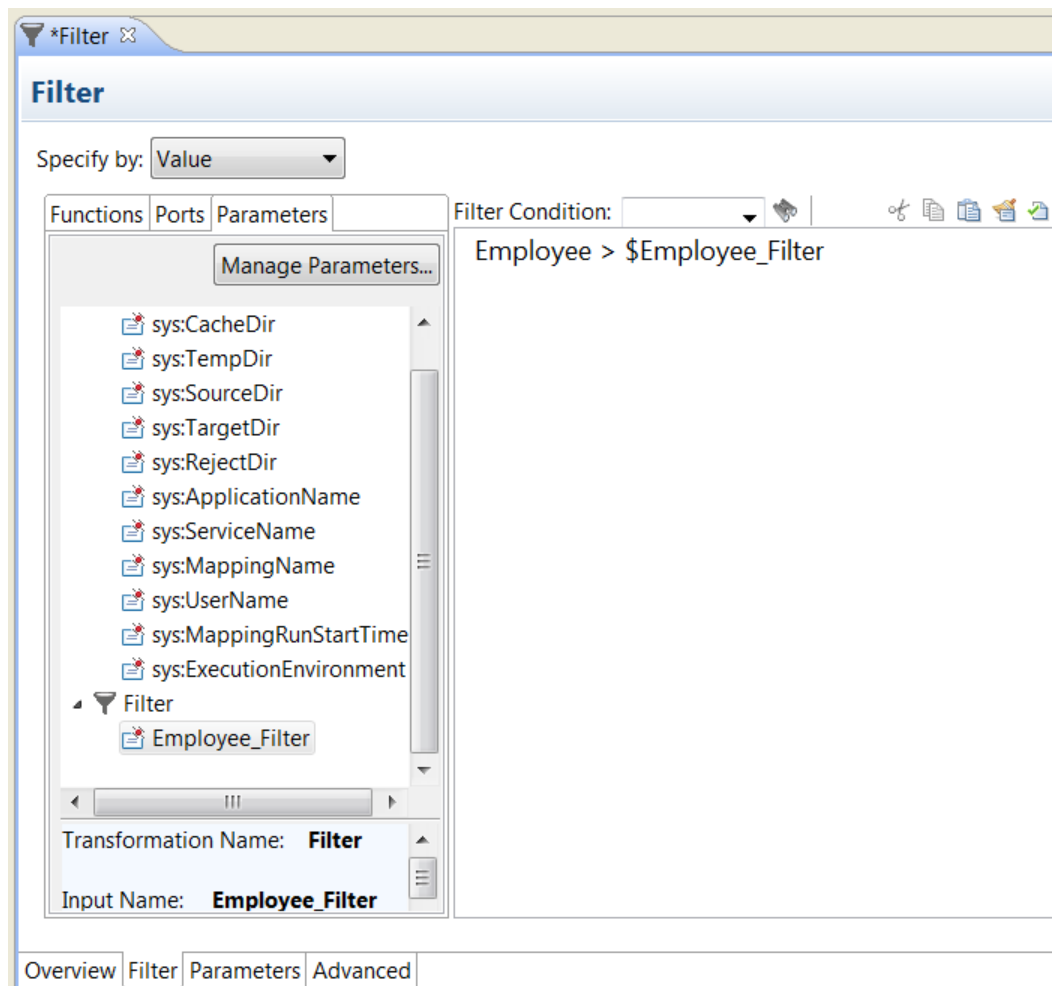 *Filter
Filter
Specify by: Value
Functions Ports Parameters
Filter Condition:
Manage Parameters...
Employee > $Employee_Filter
sys:CacheDir
sys:TempDir
sys:SourceDir
sys:TargetDir
sys:RejectDir
sys:ApplicationName
sys:ServiceName
sys:MappingName
sys:UserName
sys:MappingRunStartTime
sys:ExecutionEnvironment
Filter
Employee_Filter
Transformation Name: Filter
Input Name: Employee_Filter
Overview Filter Parameters Advanced